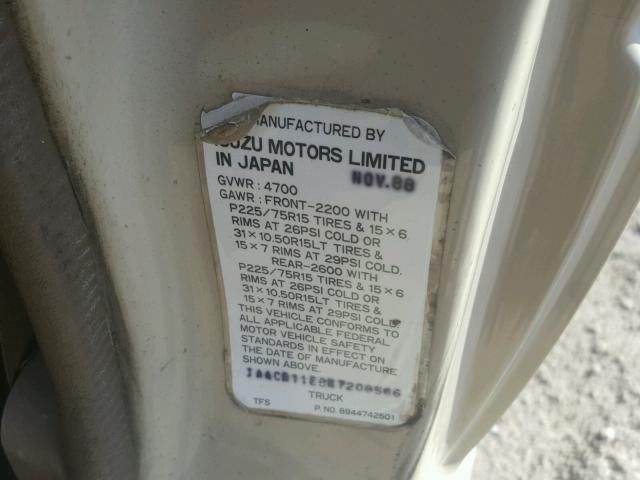 MANUFACTURED BY
ISUZU MOTORS LIMITED
IN JAPAN NOV.88
GVWR : 4700
GAWR : FRONT-2200 WITH
P225/75R15 TIRES & 15×6
RIMS AT 26PSI COLD OR
31×10.50R15LT TIRES &
15×7 RIMS AT 29PSI COLD.
REAR-2600 WITH
P225/75R15 TIRES & 15×6
RIMS AT 26PSI COLD OR
31×10.50R15LT TIRES &
15×7 RIMS AT 29PSI COLD.
THIS VEHICLE CONFORMS TO
ALL APPLICABLE FEDERAL
MOTOR VEHICLE SAFETY
STANDARDS IN EFFECT ON
THE DATE OF MANUFACTURE
SHOWN ABOVE.
TRUCK
TFS P. NO. 8944742501